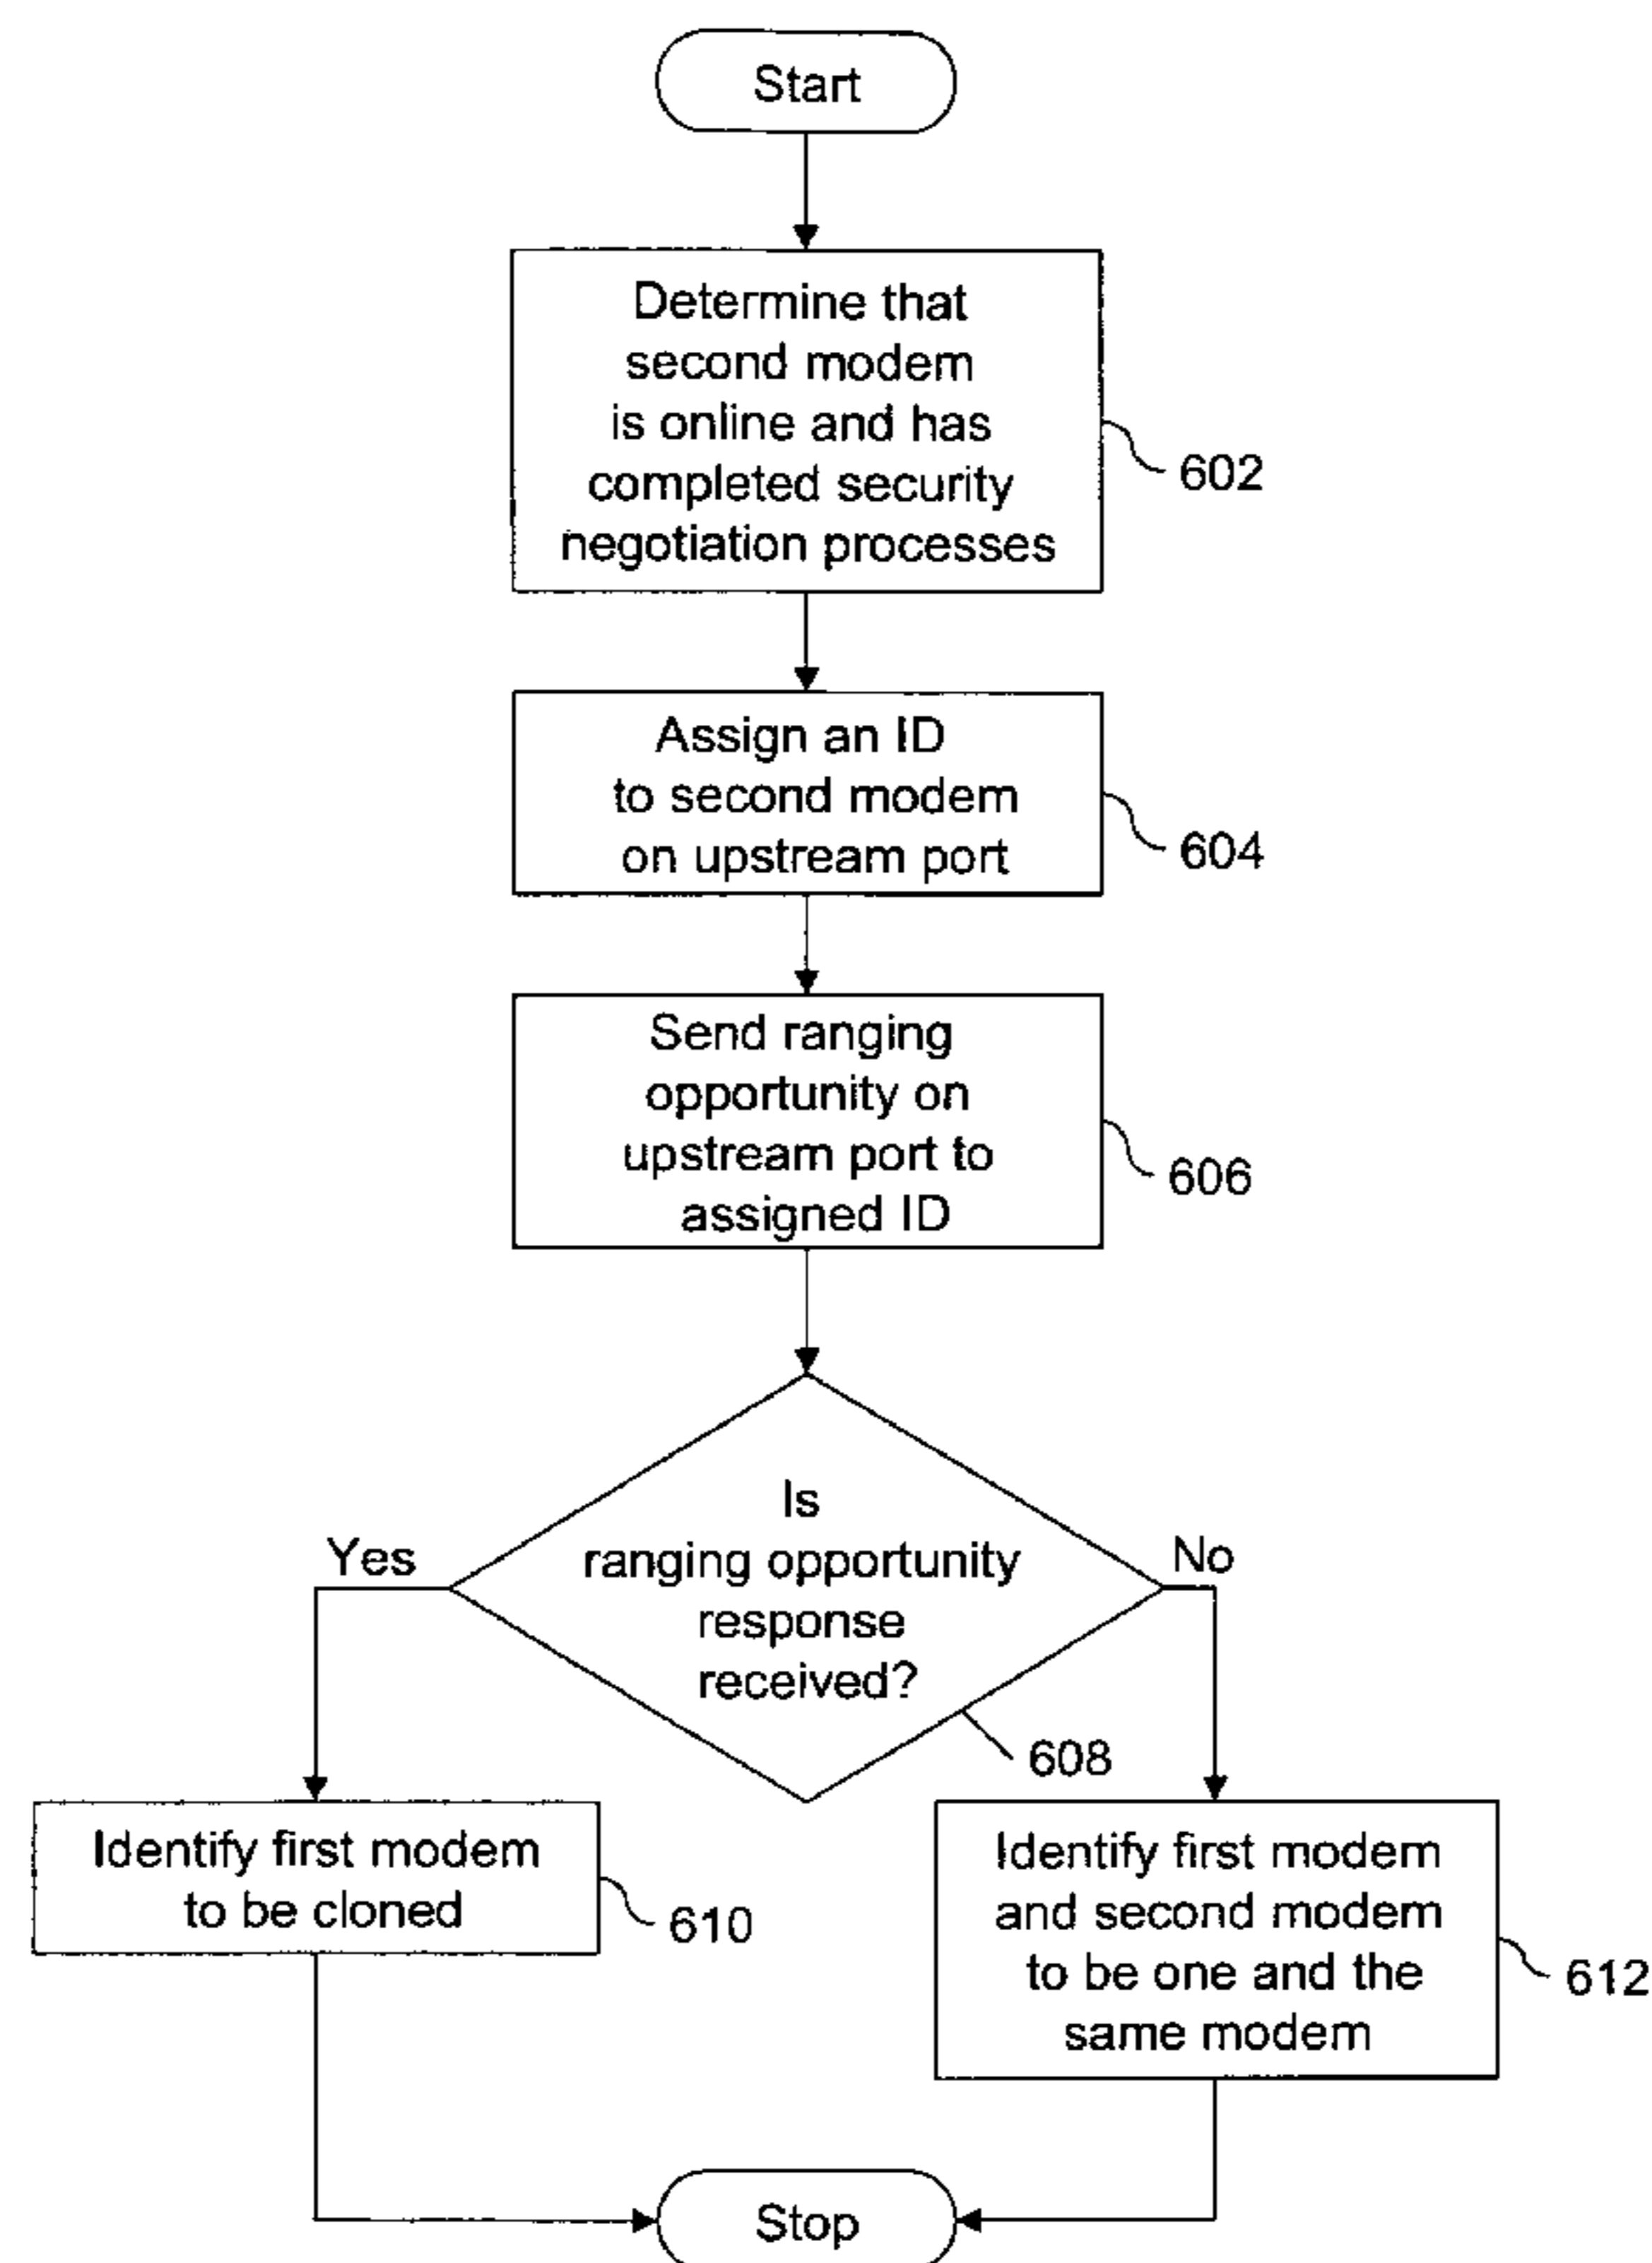 Start
Determine that
second modem
is online and has
completed security
negotiation processes
602
Assign an ID
to second modem
on upstream port
604
Send ranging
opportunity on
upstream port to
assigned ID
606
Is
ranging opportunity
response
received?
Yes
No
608
Identify first modem
to be cloned
610
Identify first modem
and second modem
to be one and the
same modem
612
Stop